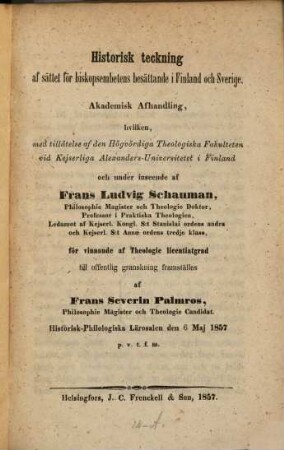 Historisk teckning
af sättet för biskopsembetens besättande i Finland och Sverige.
Akademisk Afhandling,
hvilken,
med tillåtelse af den Högvördiga Theologiska Fakulteten
vid Kejserliga Alexanders-Universitetet i Finland
och under inseende af
Frans Ludvig Schauman,
Philosophie Magister och Theologie Doktor,
Professor i Praktiska Theologien,
Ledamot af Kejserl. Kongl. S:t Stanislai ordens andra
och Kejserl. S:t Annæ ordens tredje klass,
för vinnande af Theologie licentiatgrad
till offentlig granskning framställes
af
Frans Severin Palmros,
Philosophie Magister och Theologie Candidat.
Historisk-Philologiska Lärosalen den 6 Maj 1857
p. v. t. f. m.
Helsingfors, J. C. Frenckell & Son, 1857.